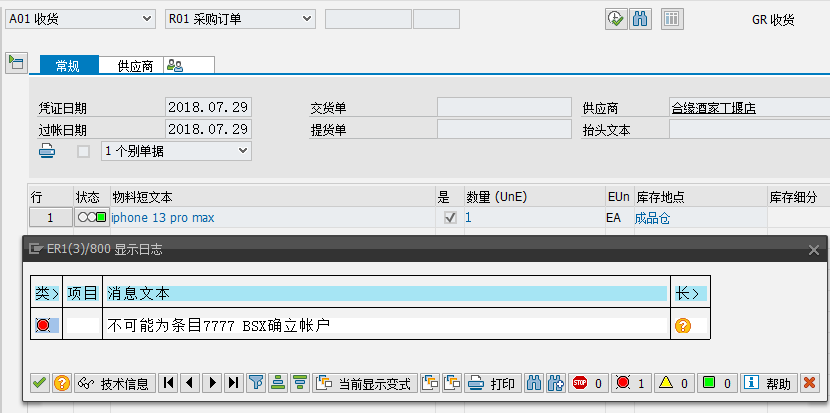 A01 收货 R01 采购订单 GR 收货
常规 供应商
凭证日期 2018.07.29 交货单 供应商 合缘酒家丁堰店
过帐日期 2018.07.29 提货单 抬头文本
1 个别单据
行 状态 物料短文本 是 数量 (UnE) EUn 库存地点 库存细分
1 iphone 13 pro max 1 EA 成品仓
ER1(3)/800 显示日志
类> 项目 消息文本 长>
不可能为条目7777 BSX确立帐户
技术信息 当前显示变式 打印 STOP 0 1 0 0 帮助